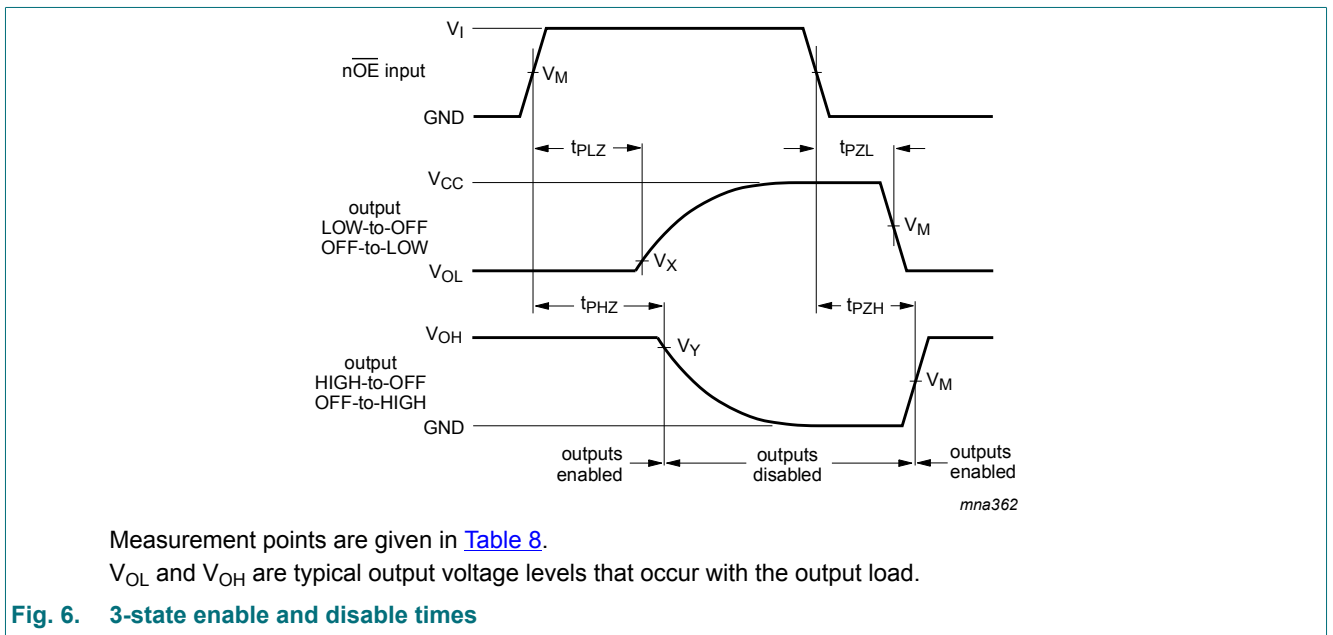 VI
nOE input
VM
GND
tPLZ
tPZL
VCC
output
LOW-to-OFF
OFF-to-LOW
VM
VX
VOL
tPHZ
tPZH
VOH
VY
output
HIGH-to-OFF
OFF-to-HIGH
VM
GND
outputs
enabled
outputs
disabled
outputs
enabled
mna362
Measurement points are given in Table 8.
VOL and VOH are typical output voltage levels that occur with the output load.
Fig. 6. 3-state enable and disable times